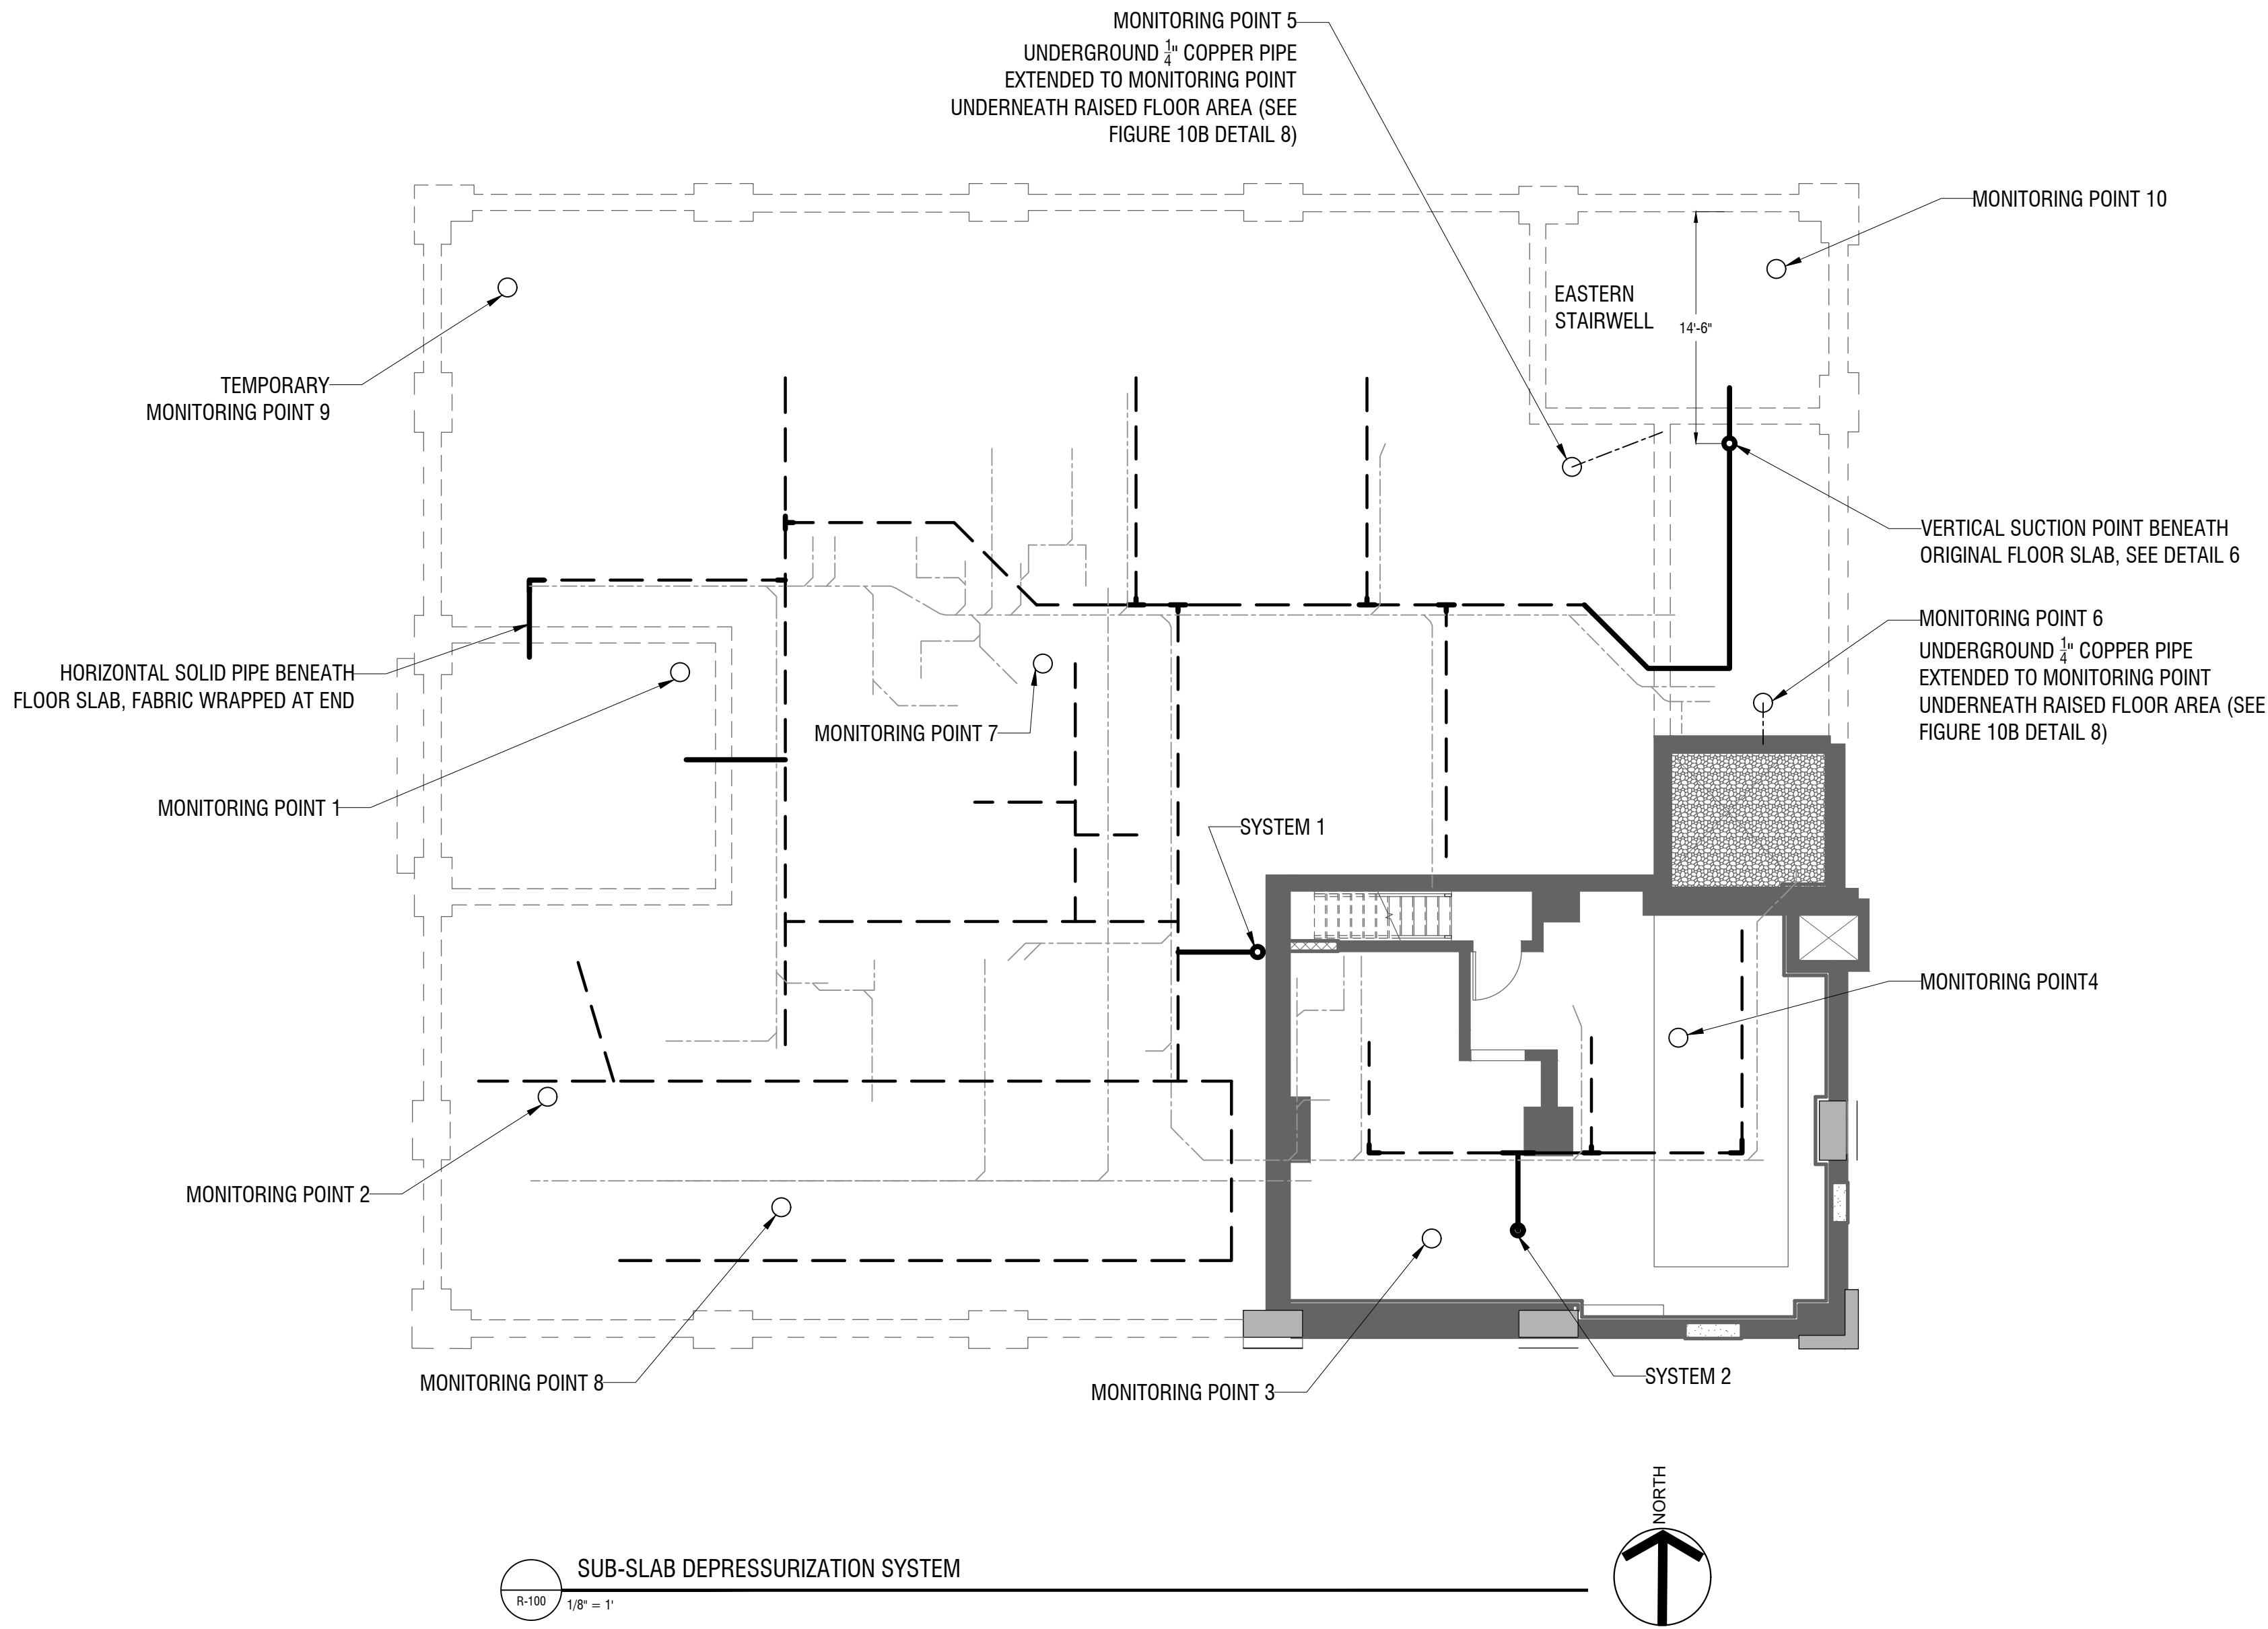 MONITORING POINT 5
UNDERGROUND 1/4" COPPER PIPE
EXTENDED TO MONITORING POINT
UNDERNEATH RAISED FLOOR AREA (SEE
FIGURE 10B DETAIL 8)
MONITORING POINT 10
EASTERN
STAIRWELL
14'-6"
TEMPORARY
MONITORING POINT 9
VERTICAL SUCTION POINT BENEATH
ORIGINAL FLOOR SLAB, SEE DETAIL 6
MONITORING POINT 6
UNDERGROUND 1/4" COPPER PIPE
EXTENDED TO MONITORING POINT
UNDERNEATH RAISED FLOOR AREA (SEE
FIGURE 10B DETAIL 8)
HORIZONTAL SOLID PIPE BENEATH
FLOOR SLAB, FABRIC WRAPPED AT END
MONITORING POINT 7
MONITORING POINT 1
SYSTEM 1
MONITORING POINT4
MONITORING POINT 2
MONITORING POINT 8
MONITORING POINT 3
SYSTEM 2
NORTH
SUB-SLAB DEPRESSURIZATION SYSTEM
R-100
1/8" = 1'